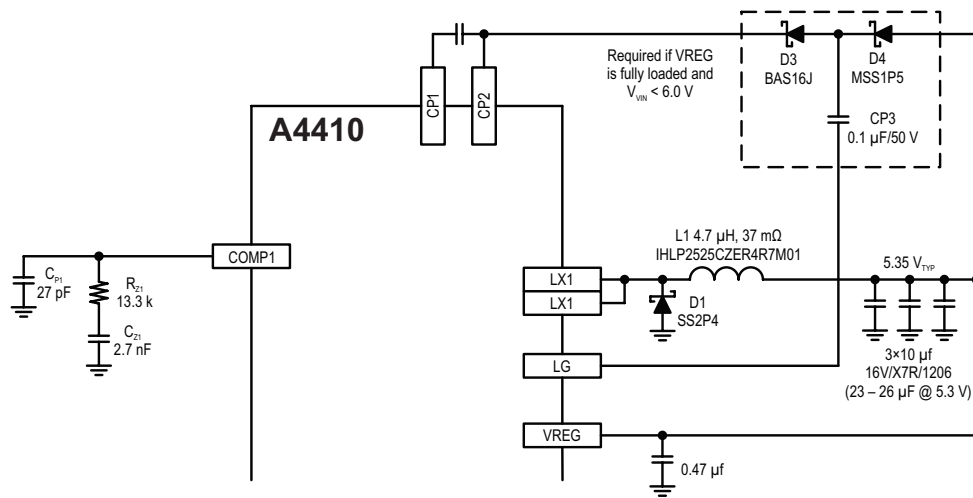 CP1
CP2
Required if VREG
is fully loaded and
V_VIN < 6.0 V
D3
BAS16J
D4
MSS1P5
CP3
0.1 µF/50 V
A4410
COMP1
C_P1
27 pF
R_Z1
13.3 k
C_Z1
2.7 nF
L1 4.7 µH, 37 mΩ
IHLP2525CZER4R7M01
LX1
LX1
D1
SS2P4
5.35 V_TYP
3×10 µf
16V/X7R/1206
(23 – 26 µF @ 5.3 V)
LG
VREG
0.47 µf